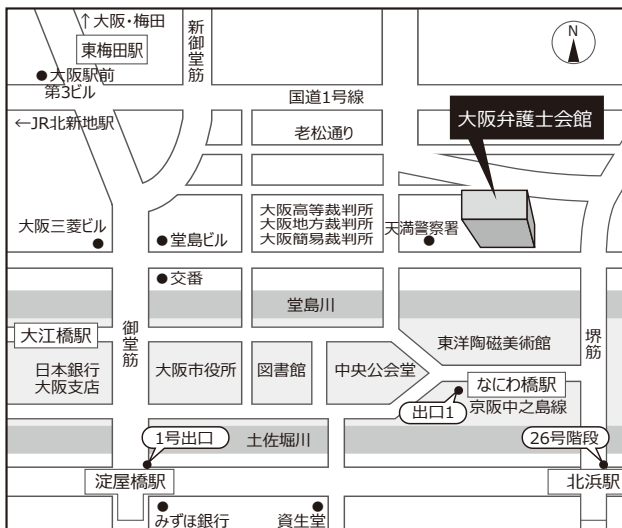 ↑大阪・梅田
東梅田駅
新御堂筋
N
●大阪駅前
第3ビル
国道1号線
←JR北新地駅
老松通り
大阪弁護士会館
大阪三菱ビル
堂島ビル
大阪高等裁判所
大阪地方裁判所
大阪簡易裁判所
天満警察署
交番
堂島川
大江橋駅
御堂筋
東洋陶磁美術館
堺筋
日本銀行
大阪支店
大阪市役所
図書館
中央公会堂
なにわ橋駅
出口1
京阪中之島線
1号出口
土佐堀川
26号階段
淀屋橋駅
北浜駅
みずほ銀行
資生堂